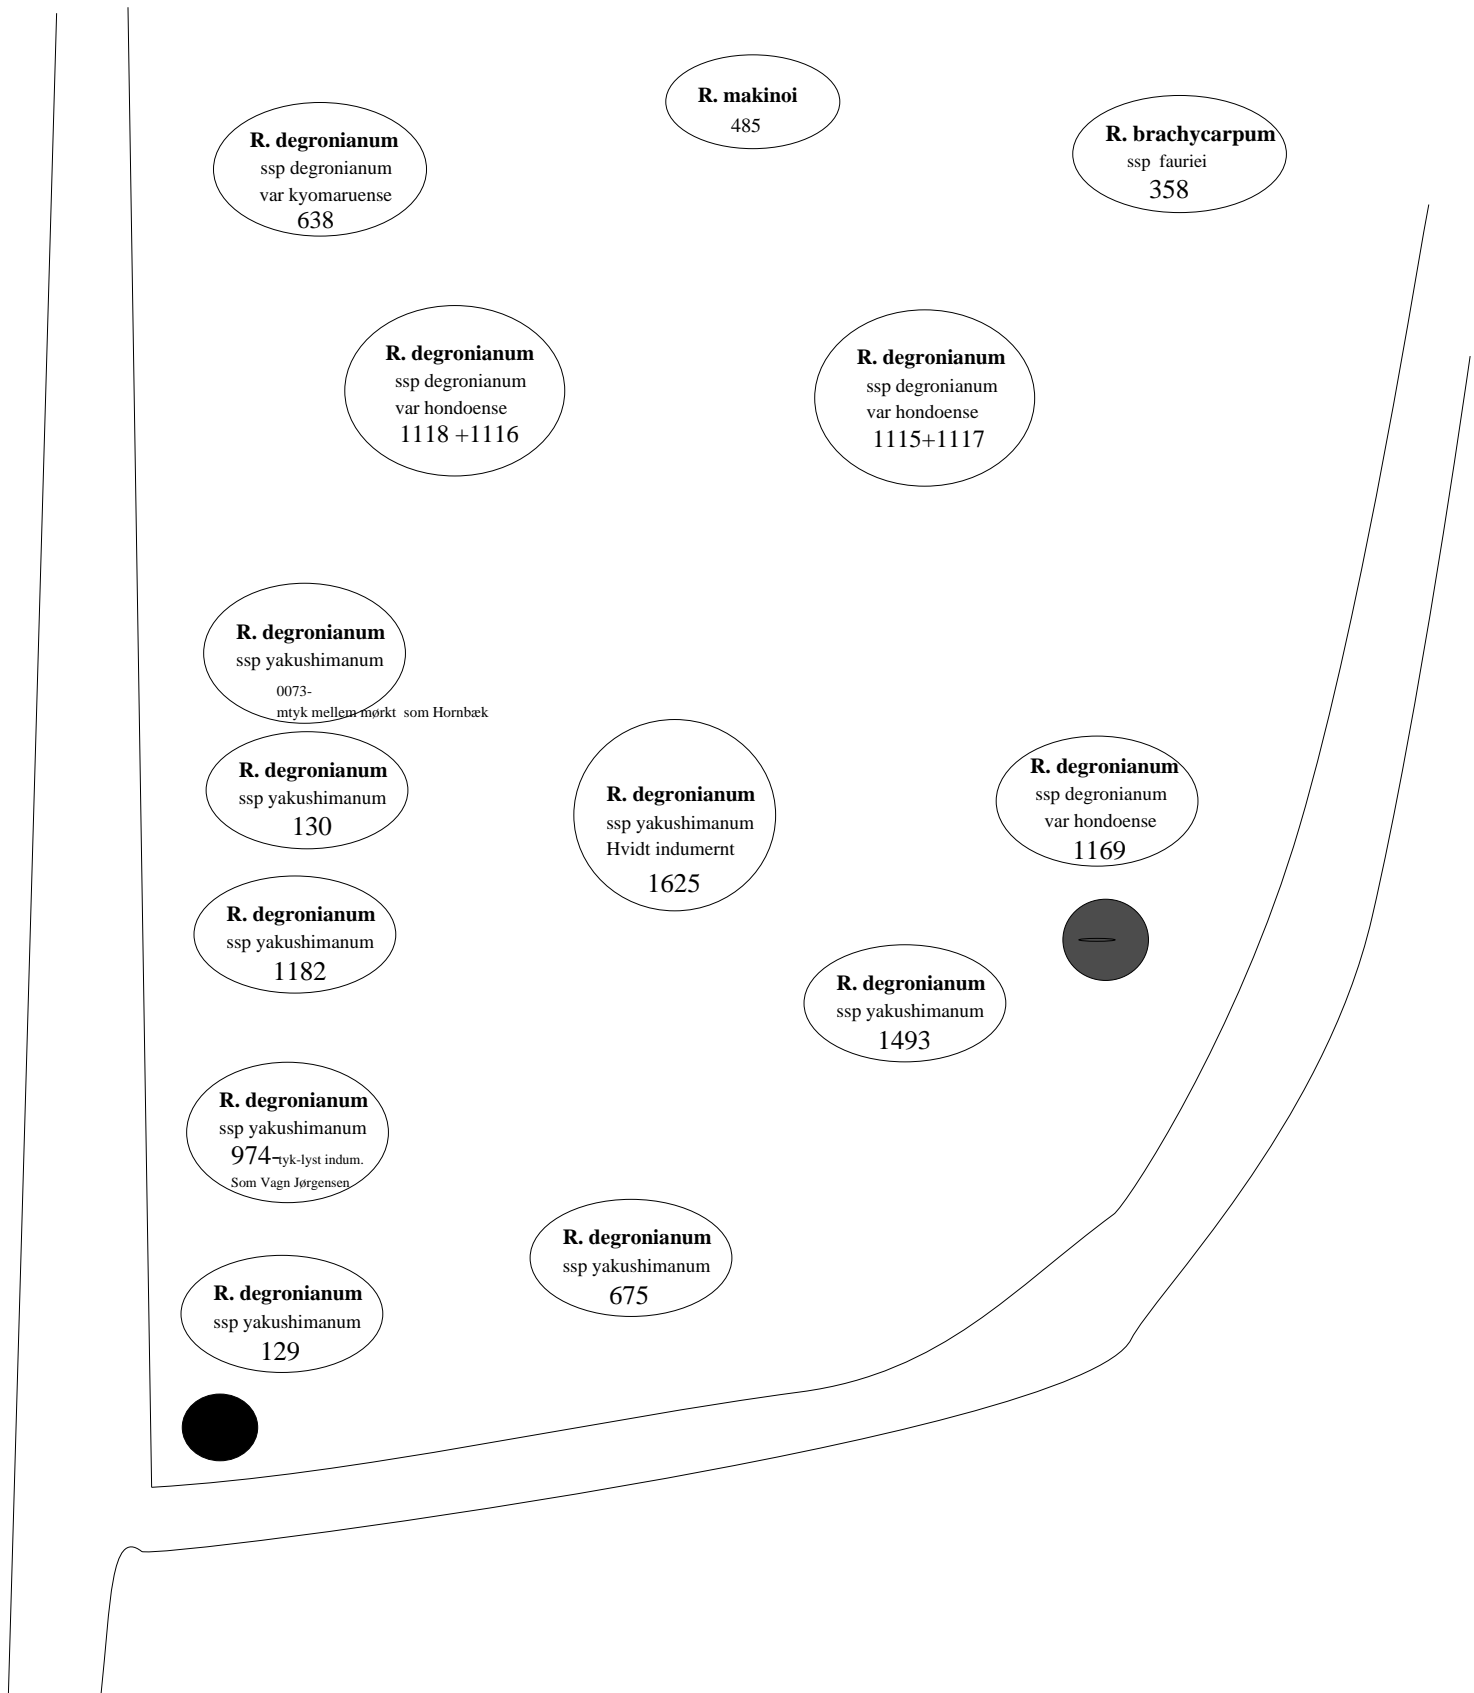 R. makinoi
485
R. degronianum
ssp degronianum
var kyomaruense
638
R. brachycarpum
ssp fauriei
358
R. degronianum
ssp degronianum
var hondoense
1118 +1116
R. degronianum
ssp degronianum
var hondoense
1115+1117
R. degronianum
ssp yakushimanum
0073-
mtyk mellem mørkt som Hornbæk
R. degronianum
ssp yakushimanum
130
R. degronianum
ssp yakushimanum
Hvidt indumernt
1625
R. degronianum
ssp degronianum
var hondoense
1169
R. degronianum
ssp yakushimanum
1182
R. degronianum
ssp yakushimanum
1493
R. degronianum
ssp yakushimanum
974-tyk-lyst indum.
Som Vagn Jørgensen
R. degronianum
ssp yakushimanum
675
R. degronianum
ssp yakushimanum
129